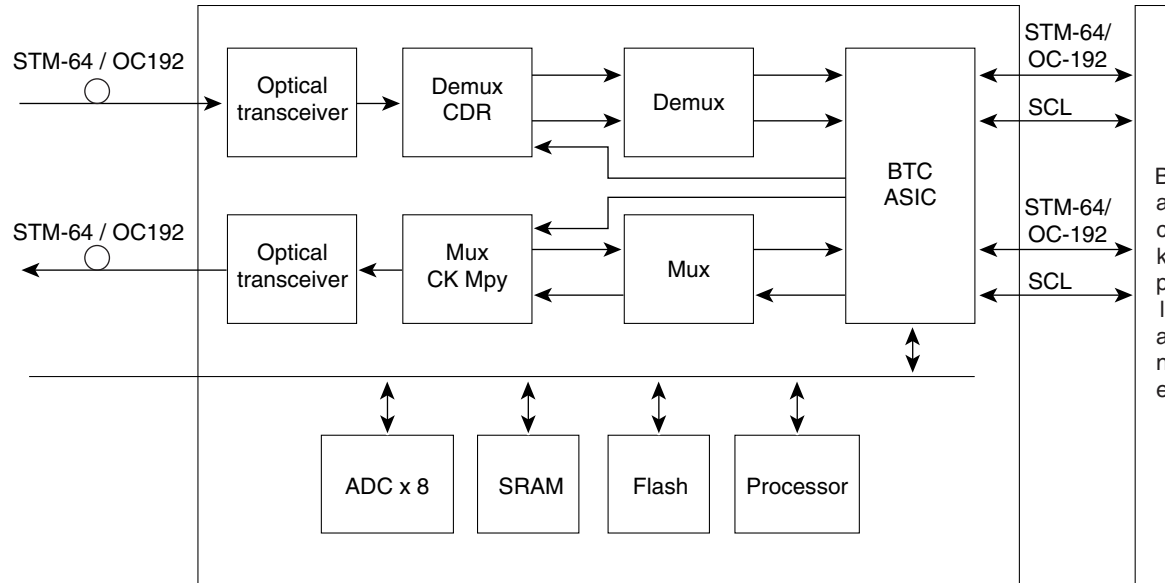 STM-64 / OC192
Optical
transceiver
Demux
CDR
Demux
BTC
ASIC
STM-64/
OC-192
SCL
STM-64 / OC192
Optical
transceiver
Mux
CK Mpy
Mux
STM-64/
OC-192
SCL
B
a
c
k
p
l
a
n
e
ADC x 8
SRAM
Flash
Processor